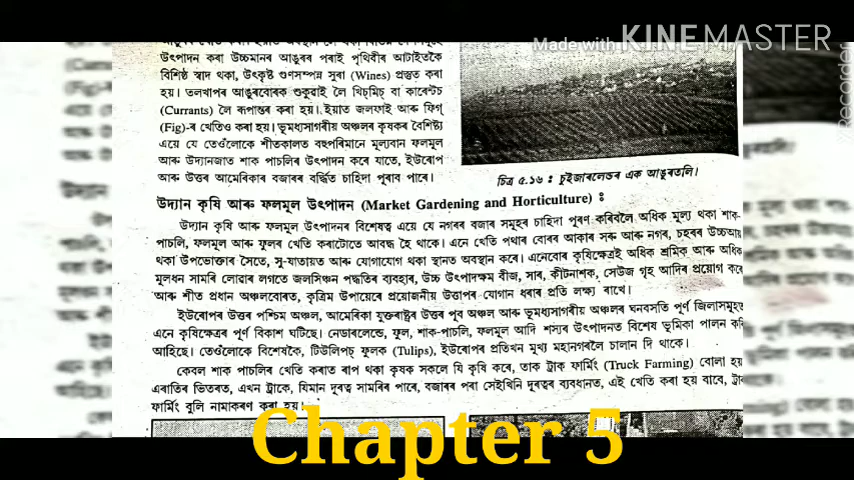 Made with KINEMASTER
উৎপাদন কৰা উচ্চমানৰ আঙুৰৰ পৰাই পৃথিবীৰ আটাইতকৈ
বিশিষ্ট স্বাদ থকা, উৎকৃষ্ট গুণসম্পন্ন সুৰা (Wines) প্ৰস্তুত কৰা
হয়। তলখাপৰ আঙুৰবোৰক শুকুৱাই লৈ খিচ্‌মিচ্‌ বা কাৰেন্টচ
(Currants) লৈ ৰূপান্তৰ কৰা হয়। ইয়াত জলফাই আৰু ফিগ্‌
(Fig)-ৰ খেতিও কৰা হয়। ভূমধ্যসাগৰীয় অঞ্চলৰ কৃষকৰ বৈশিষ্ট্য
এয়ে যে তেওঁলোকে শীতকালত বহুপৰিমানে মূল্যবান ফলমূল
আৰু উদ্যানজাত শাক পাচলিৰ উৎপাদন কৰে যাতে, ইউৰোপ
আৰু উত্তৰ আমেৰিকাৰ বজাৰৰ বৰ্দ্ধিত চাহিদা পূৰাব পাৰে।
চিত্ৰ ৫.১৬ : চুইজাৰলেন্ডৰ এক আঙুৰতলি।
উদ্যান কৃষি আৰু ফলমূল উৎপাদন (Market Gardening and Horticulture) :
উদ্যান কৃষি আৰু ফলমূল উৎপাদনৰ বিশেষত্ব এয়ে যে নগৰৰ বজাৰ সমূহৰ চাহিদা পূৰণ কৰিবলৈ অধিক মূল্য থকা শাক-
পাচলি, ফলমূল আৰু ফুলৰ খেতি কৰাটোতে আবদ্ধ হৈ থাকে। এনে খেতি পথাৰ বোৰৰ আকাৰ সৰু আৰু নগৰ, চহৰৰ উচ্চআয়
থকা উপভোক্তাৰ সৈতে, সু-যাতায়ত আৰু যোগাযোগ থকা স্থানত অবস্থান কৰে। এনেবোৰ কৃষিক্ষেত্ৰই অধিক শ্ৰমিক আৰু অধিক
মূলধন সামৰি লোৱাৰ লগতে জলসিঞ্চন পদ্ধতিৰ ব্যৱহাৰ, উচ্চ উৎপাদক্ষম বীজ, সাৰ, কীটনাশক, সেউজ গৃহ আদিৰ প্ৰয়োগ কৰে
আৰু শীত প্ৰধান অঞ্চলবোৰত, কৃত্ৰিম উপায়েৰে প্ৰয়োজনীয় উত্তাপৰ যোগান ধৰাৰ প্ৰতি লক্ষ্য ৰাখে।
ইউৰোপৰ উত্তৰ পশ্চিম অঞ্চল, আমেৰিকা যুক্তৰাষ্ট্ৰৰ উত্তৰ পূব অঞ্চল আৰু ভূমধ্যসাগৰীয় অঞ্চলৰ ঘনবসতি পূৰ্ণ জিলাসমূহত
এনে কৃষিক্ষেত্ৰৰ পূৰ্ণ বিকাশ ঘটিছে। নেডাৰলেন্ডে, ফুল, শাক-পাচলি, ফলমূল আদি শস্যৰ উৎপাদনত বিশেষ ভূমিকা পালন কৰি
আহিছে। তেওঁলোকে বিশেষকৈ, টিউলিপচ্‌ ফুলক (Tulips), ইউৰোপৰ প্ৰতিখন মুখ্য মহানগৰলৈ চালান দি থাকে।
কেবল শাক পাচলিৰ খেতি কৰাত ৰাপ থকা কৃষক সকলে যি কৃষি কৰে, তাক ট্ৰাক ফাৰ্মিং (Truck Farming) বোলা হয়
এৰাতিৰ ভিতৰত, এখন ট্ৰাকে, যিমান দূৰত্ব সামৰিব পাৰে, বজাৰৰ পৰা সেইখিনি দূৰত্বৰ ব্যবধানত, এই খেতি কৰা হয় বাবে, ট্ৰাক
ফাৰ্মিং বুলি নামাকৰণ কৰা হয়।
Chapter 5